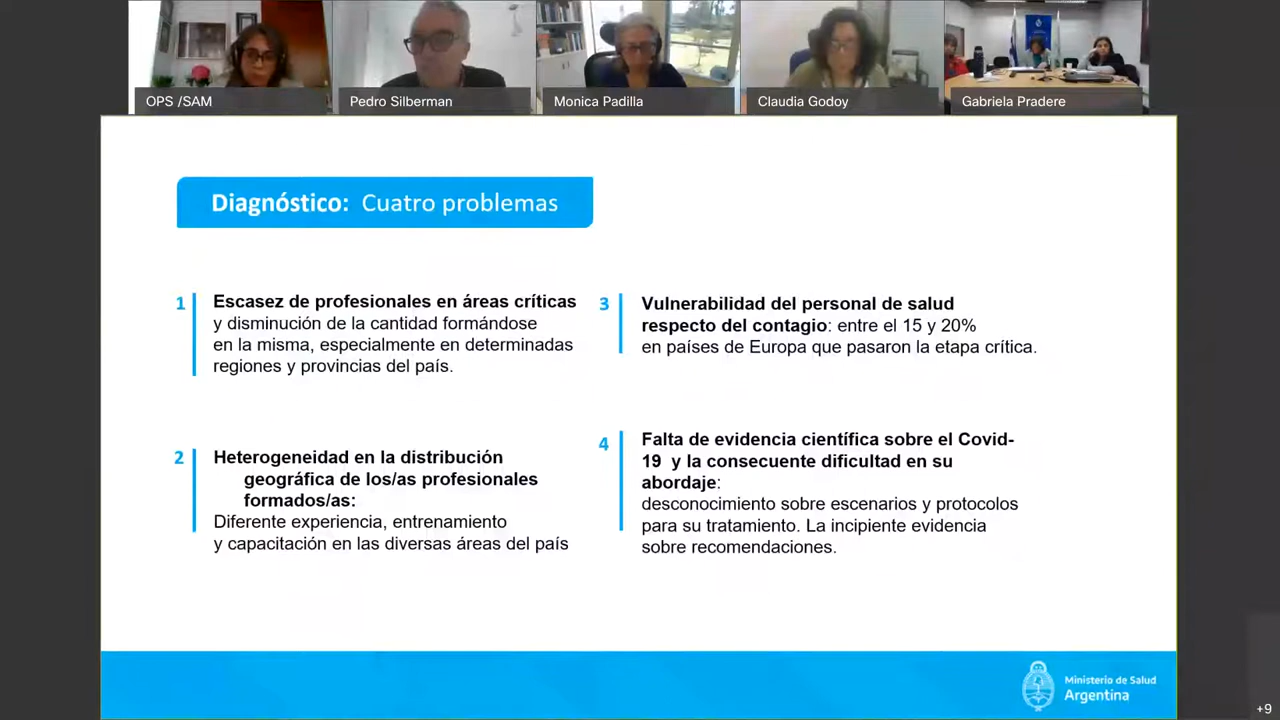 OPS /SAM
Pedro Silberman
Monica Padilla
Claudia Godoy
Gabriela Pradere
Diagnóstico: Cuatro problemas
1
Escasez de profesionales en áreas críticas
y disminución de la cantidad formándose
en la misma, especialmente en determinadas
regiones y provincias del país.
2
Heterogeneidad en la distribución
geográfica de los/as profesionales
formados/as:
Diferente experiencia, entrenamiento
y capacitación en las diversas áreas del país
3
Vulnerabilidad del personal de salud
respecto del contagio: entre el 15 y 20%
en países de Europa que pasaron la etapa crítica.
4
Falta de evidencia científica sobre el Covid-
19 y la consecuente dificultad en su
abordaje:
desconocimiento sobre escenarios y protocolos
para su tratamiento. La incipiente evidencia
sobre recomendaciones.
Ministerio de Salud
Argentina
+9